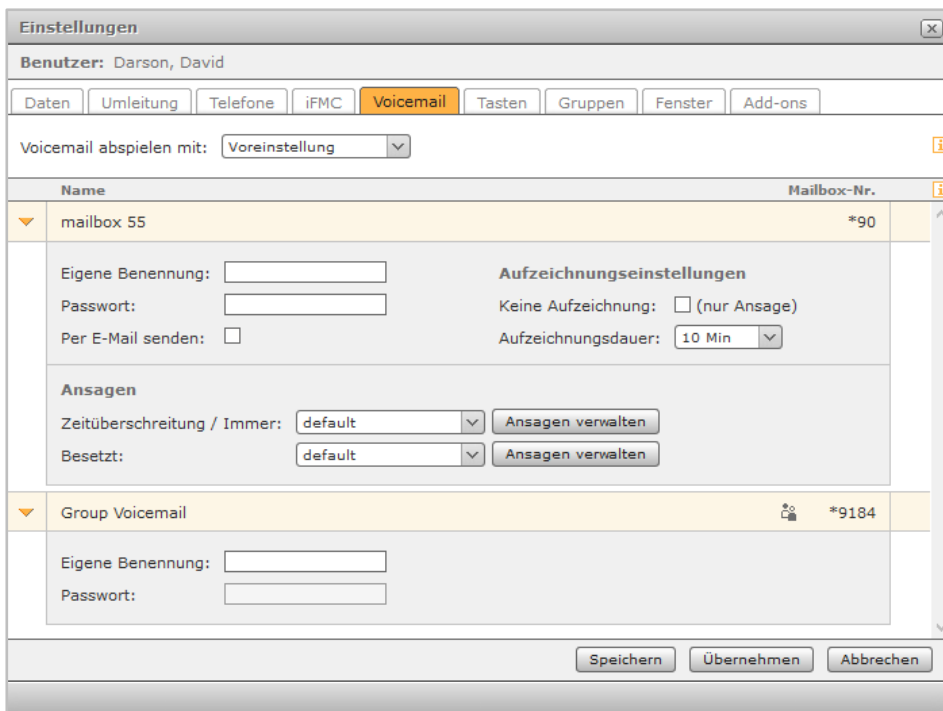 Einstellungen
Benutzer: Darson, David
Daten Umleitung Telefone iFMC Voicemail Tasten Gruppen Fenster Add-ons
Voicemail abspielen mit: Voreinstellung
Name Mailbox-Nr.
mailbox 55 *90
Eigene Benennung: Aufzeichnungseinstellungen
Passwort: Keine Aufzeichnung: (nur Ansage)
Per E-Mail senden: Aufzeichnungsdauer: 10 Min
Ansagen
Zeitüberschreitung / Immer: default Ansagen verwalten
Besetzt: default Ansagen verwalten
Group Voicemail *9184
Eigene Benennung:
Passwort:
Speichern Übernehmen Abbrechen